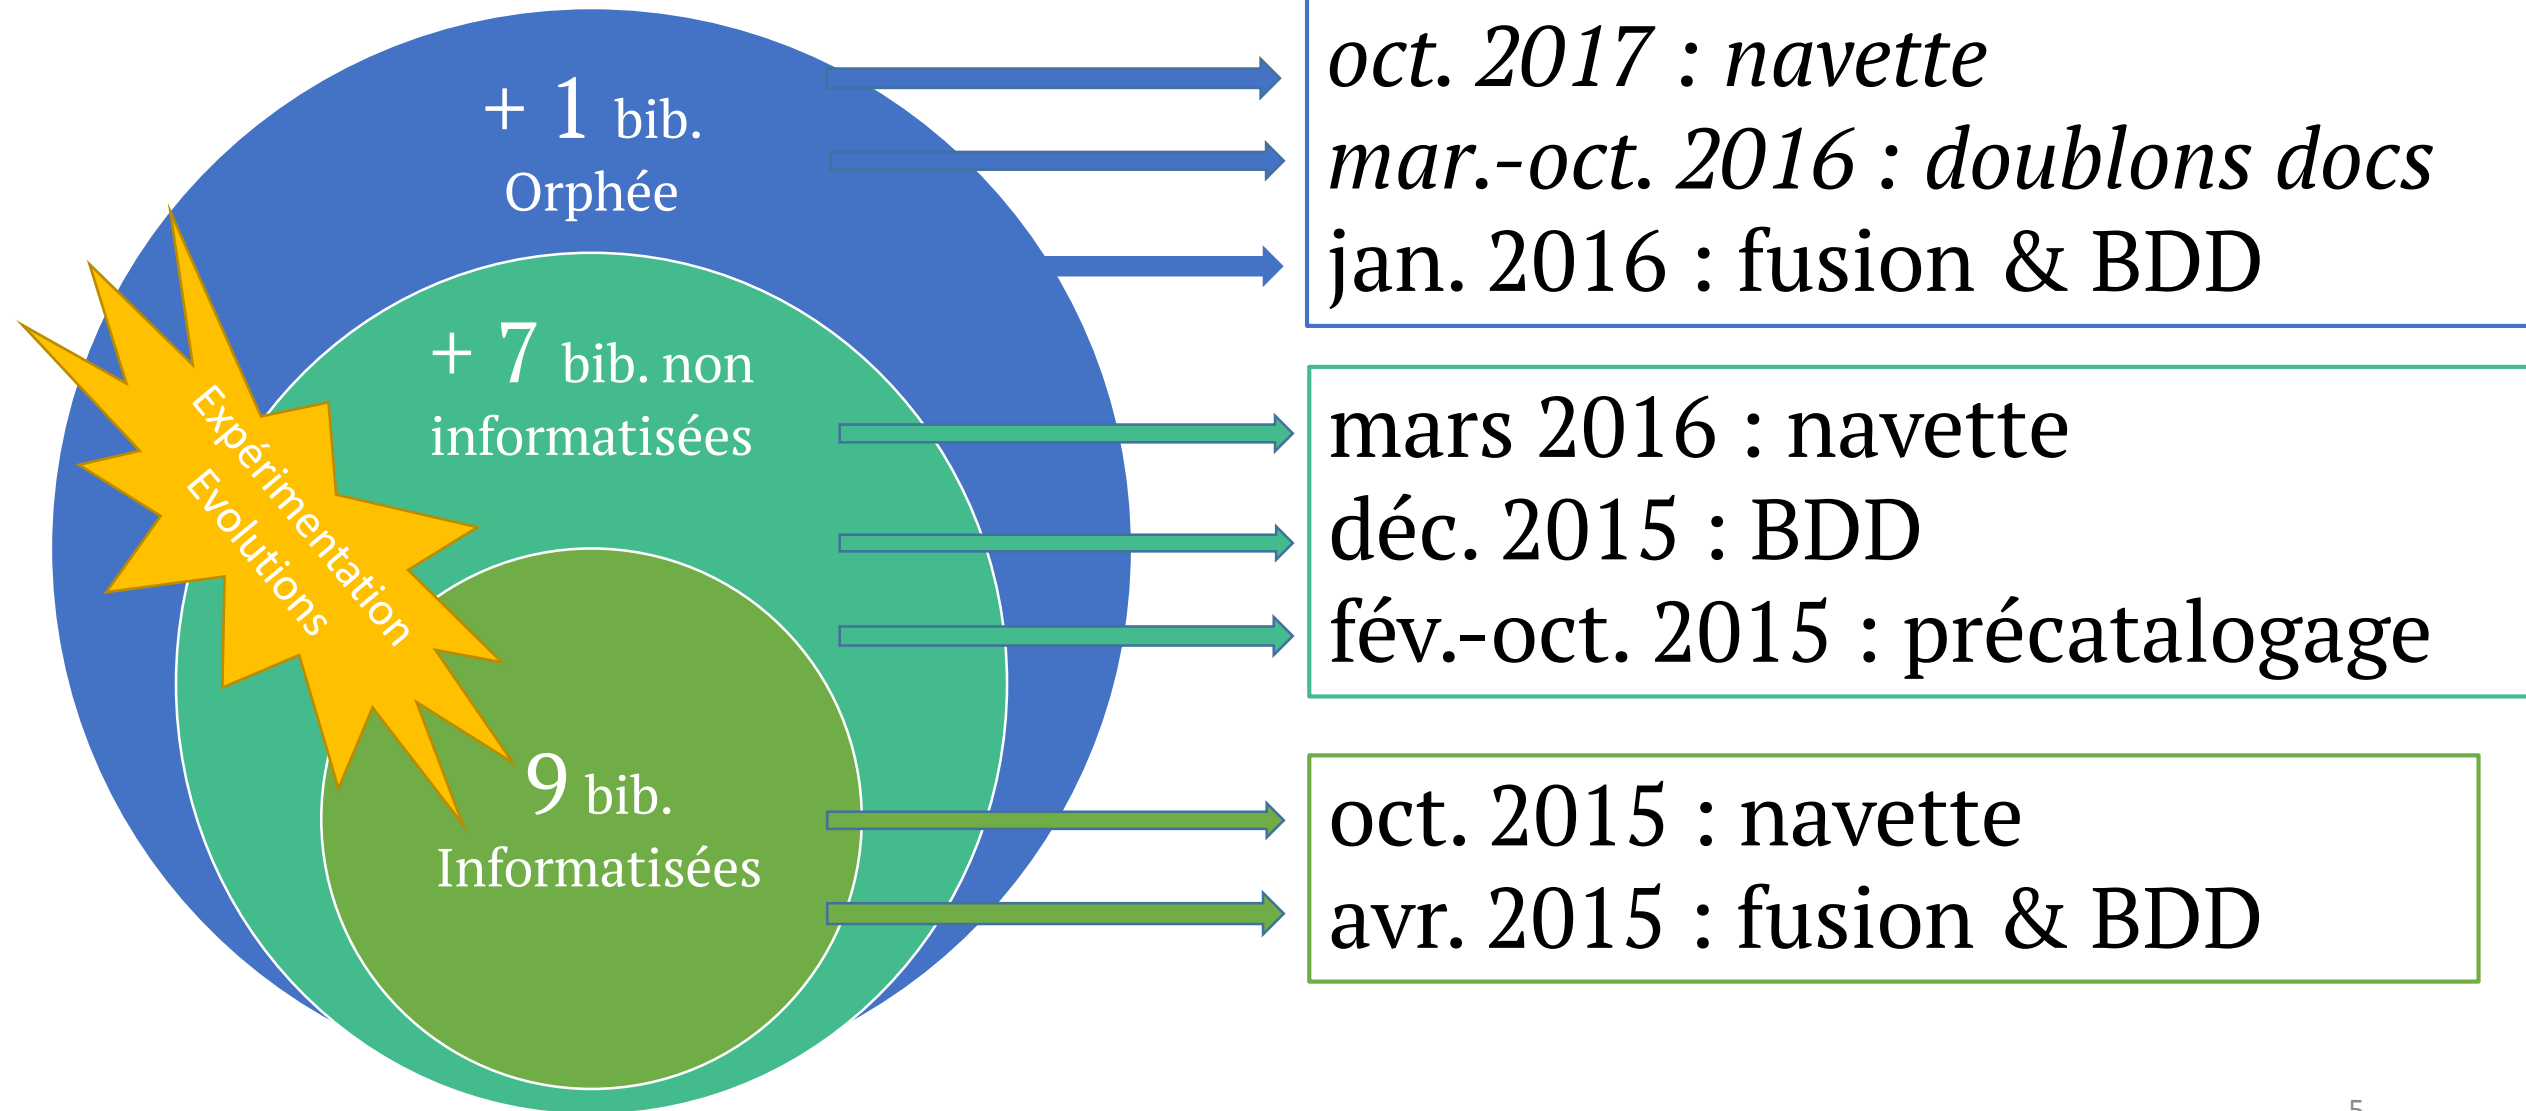 + 1 bib.
Orphée
+ 7 bib. non
informatisées
9 bib.
Informatisées
Expérimentation
Evolutions
oct. 2017 : navette
mar.-oct. 2016 : doublons docs
jan. 2016 : fusion & BDD
mars 2016 : navette
déc. 2015 : BDD
fév.-oct. 2015 : précatalogage
oct. 2015 : navette
avr. 2015 : fusion & BDD
5